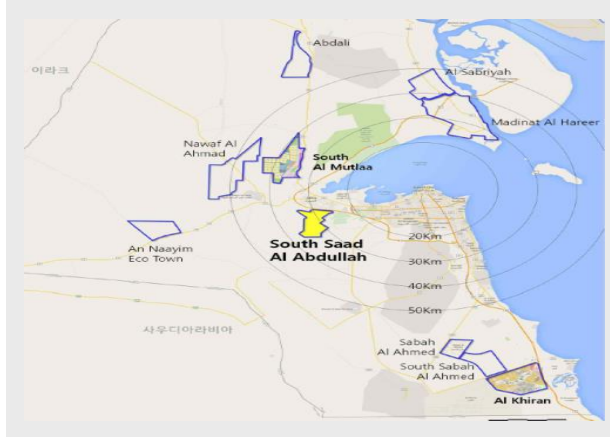 Abdali
이라크
Al Sabriyah
Madinat Al Hareer
Nawaf Al
Ahmad
South
Al Mutlaa
An Naayim
Eco Town
South Saad
Al Abdullah
20Km
30Km
40Km
50Km
사우디아라비아
Sabah
Al Ahmed
South Sabah
Al Ahmed
Al Khiran